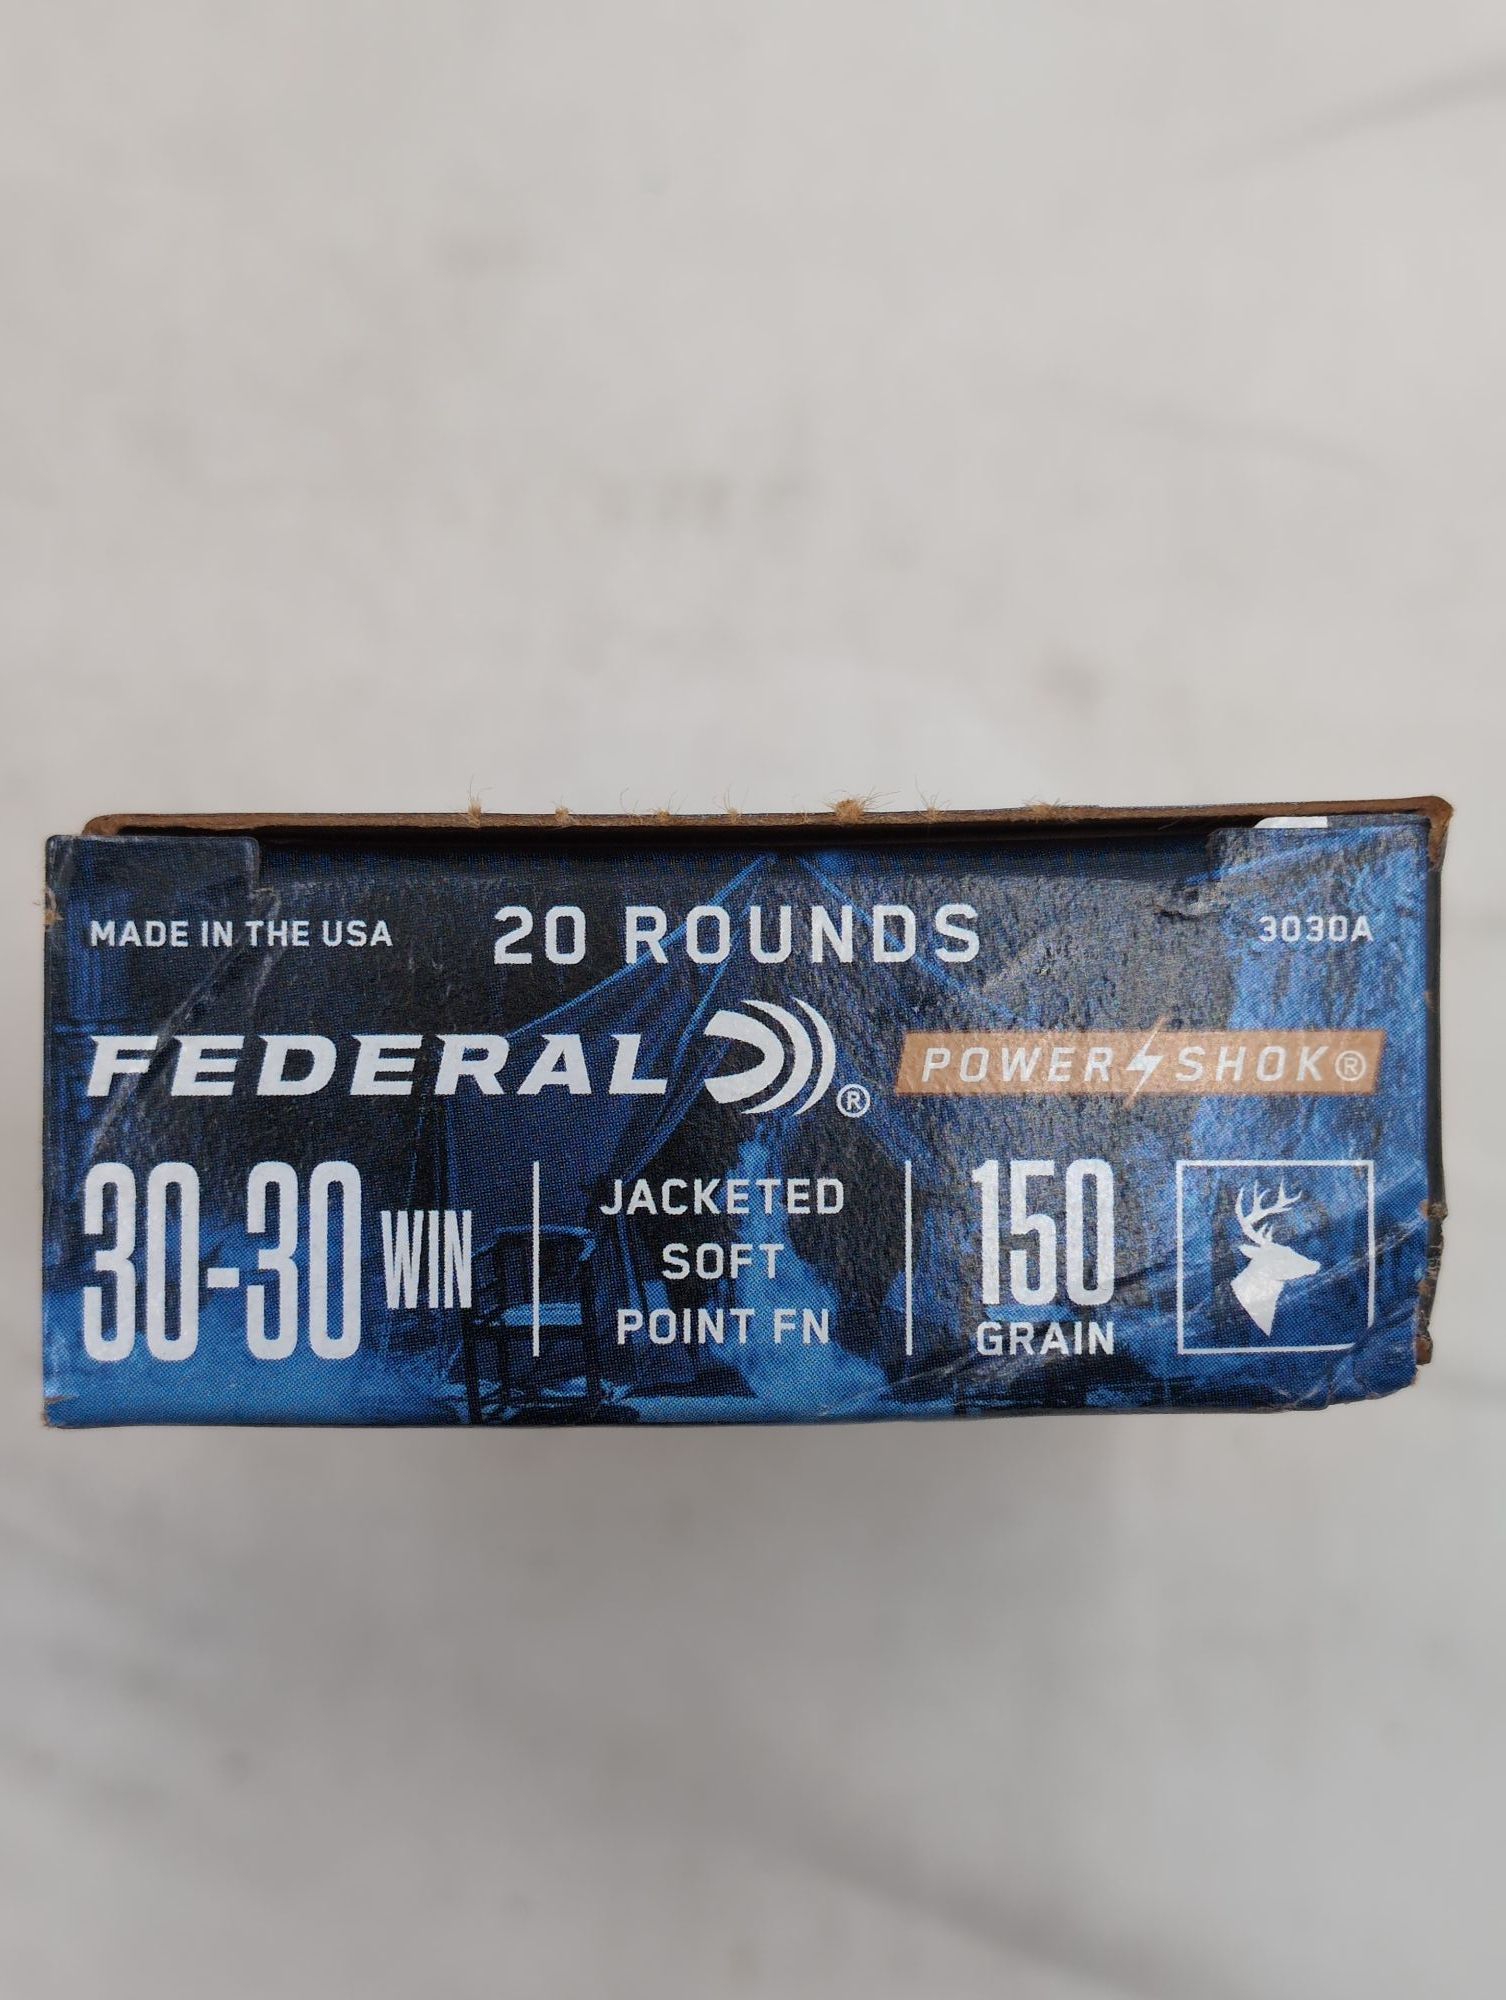 MADE IN THE USA
20 ROUNDS
3030A
FEDERAL ®
POWER SHOK®
30-30 WIN
JACKETED
SOFT
POINT FN
150
GRAIN